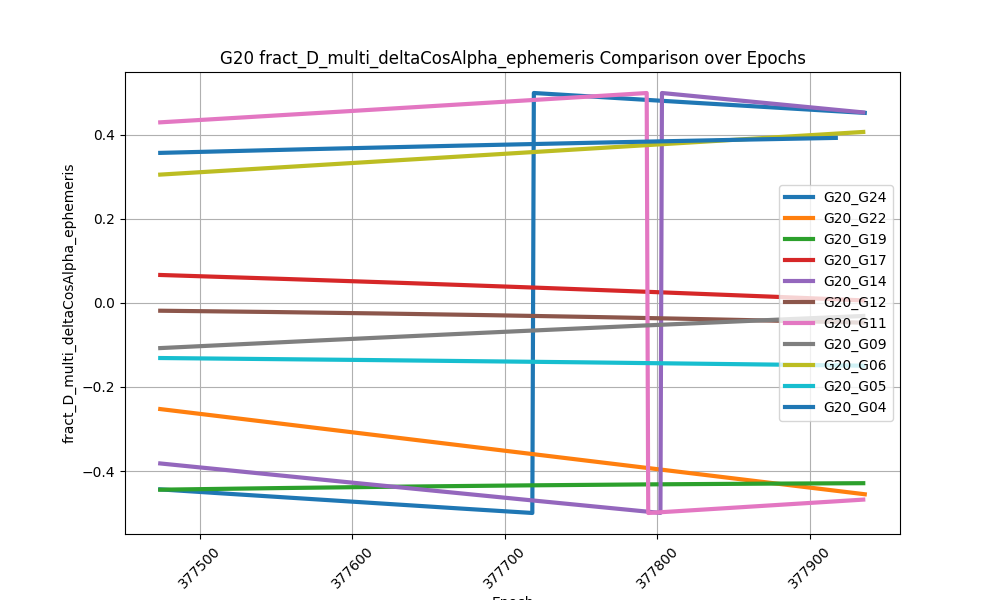 G20 fract_D_multi_deltaCosAlpha_ephemeris Comparison over Epochs
fract_D_multi_deltaCosAlpha_ephemeris
0.4
0.2
0.0
−0.2
−0.4
G20_G24
G20_G22
G20_G19
G20_G17
G20_G14
G20_G12
G20_G11
G20_G09
G20_G06
G20_G05
G20_G04
377500
377600
377700
377800
377900
Epoch